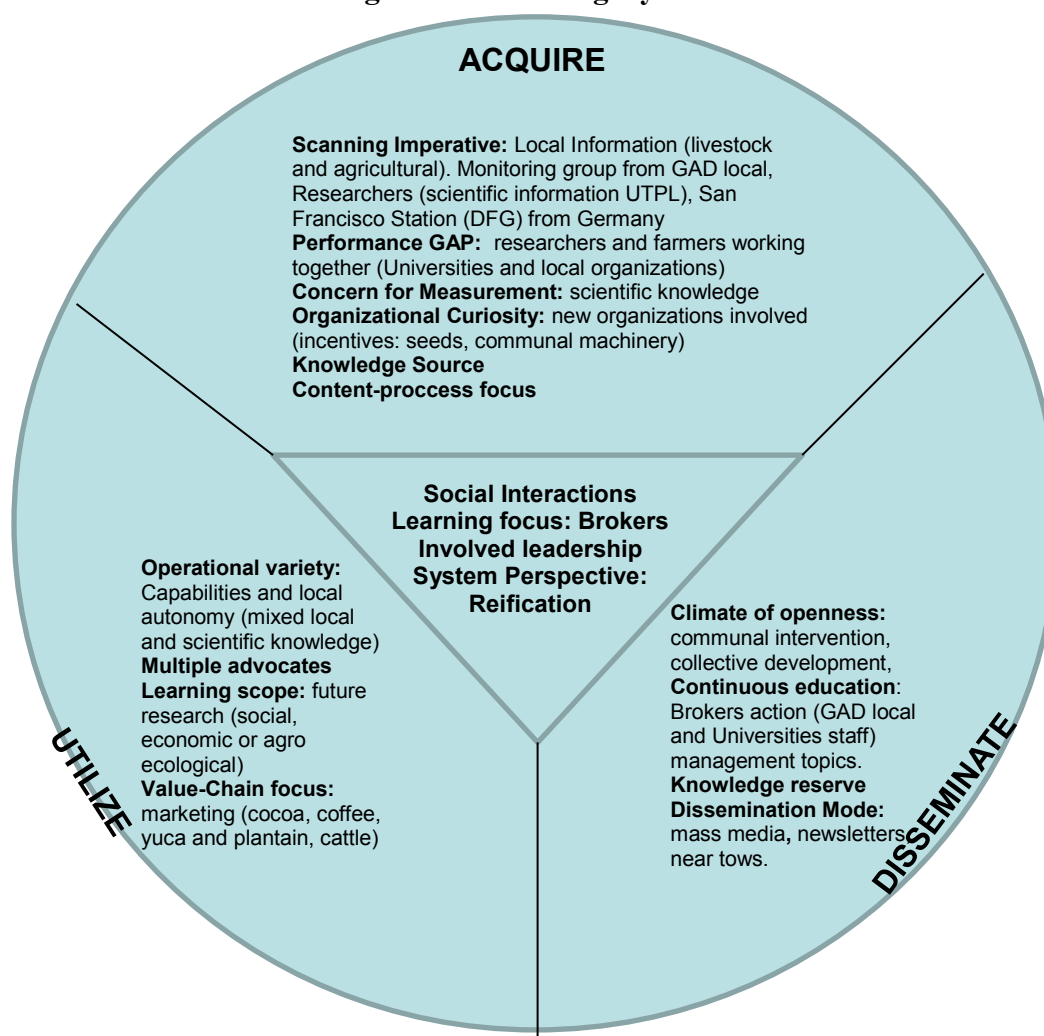 ACQUIRE
Scanning Imperative: Local Information (livestock
and agricultural). Monitoring group from GAD local,
Researchers (scientific information UTPL), San
Francisco Station (DFG) from Germany
Performance GAP: researchers and farmers working
together (Universities and local organizations)
Concern for Measurement: scientific knowledge
Organizational Curiosity: new organizations involved
(incentives: seeds, communal machinery)
Knowledge Source
Content-proccess focus
Social Interactions
Learning focus: Brokers
Involved leadership
System Perspective:
Reification
Operational variety:
Capabilities and local
autonomy (mixed local
and scientific knowledge)
Multiple advocates
Learning scope: future
research (social,
economic or agro
ecological)
Value-Chain focus:
marketing (cocoa, coffee,
yuca and plantain, cattle)
UTILIZE
Climate of openness:
communal intervention,
collective development,
Continuous education:
Brokers action (GAD local
and Universities staff)
management topics.
Knowledge reserve
Dissemination Mode:
mass media, newsletters
near tows.
DISSEMINATE